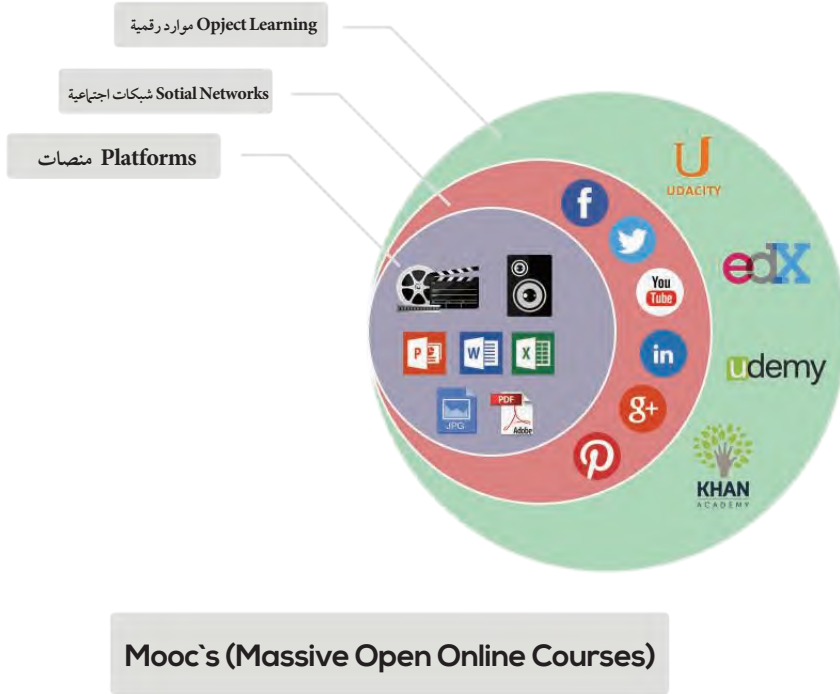 موارد رقمية Opject Learning
شبكات اجتماعية Sotial Networks
منصات Platforms
U
UDACITY
f
edX
You
Tube
P
W
X
in
udemy
8+
JPG
PDF
Adobe
KHAN
ACADEMY
Mooc`s (Massive Open Online Courses)